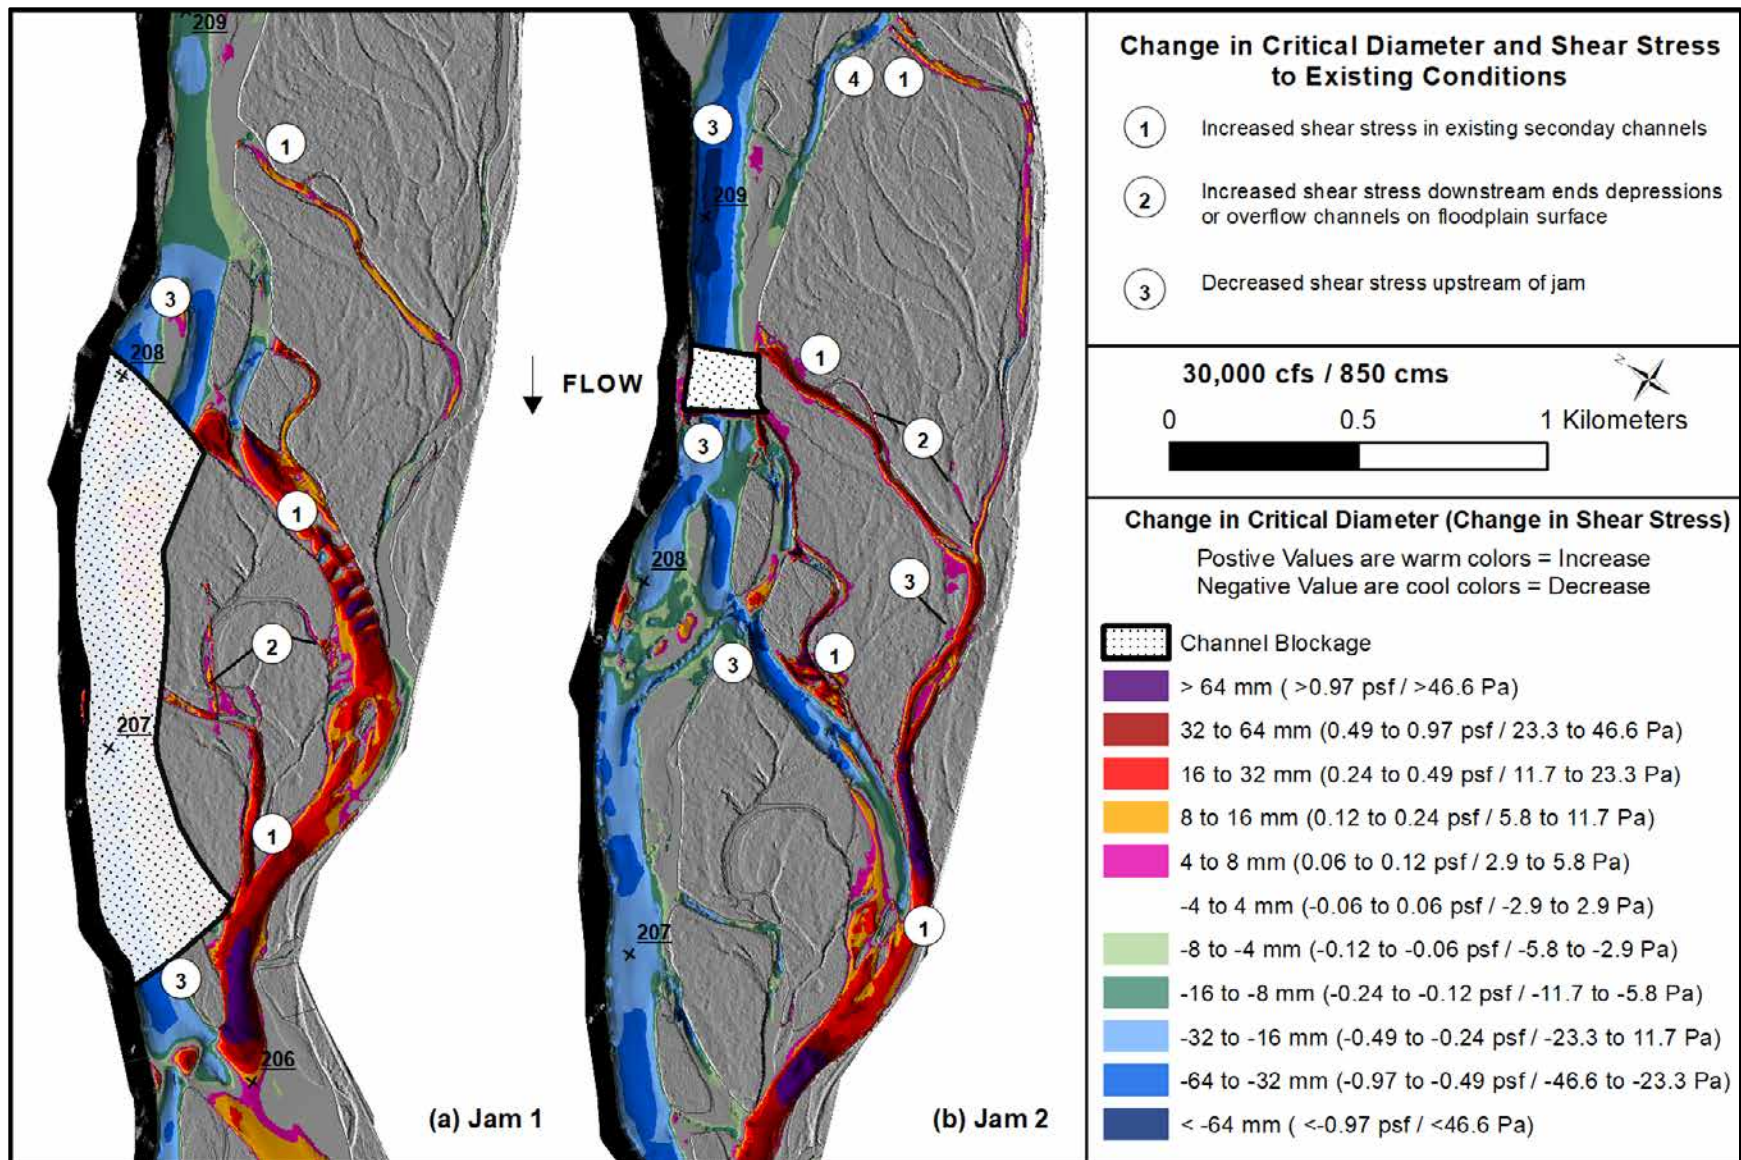 209
1
3
208
1
2
207
1
3
206
(a) Jam 1
FLOW
4
1
3
209
1
2
3
208
3
3
1
207
1
(b) Jam 2
Change in Critical Diameter and Shear Stress
to Existing Conditions
1 Increased shear stress in existing seconday channels
2 Increased shear stress downstream ends depressions
or overflow channels on floodplain surface
3 Decreased shear stress upstream of jam
30,000 cfs / 850 cms
N
0 0.5 1 Kilometers
Change in Critical Diameter (Change in Shear Stress)
Postive Values are warm colors = Increase
Negative Value are cool colors = Decrease
Channel Blockage
> 64 mm ( >0.97 psf / >46.6 Pa)
32 to 64 mm (0.49 to 0.97 psf / 23.3 to 46.6 Pa)
16 to 32 mm (0.24 to 0.49 psf / 11.7 to 23.3 Pa)
8 to 16 mm (0.12 to 0.24 psf / 5.8 to 11.7 Pa)
4 to 8 mm (0.06 to 0.12 psf / 2.9 to 5.8 Pa)
-4 to 4 mm (-0.06 to 0.06 psf / -2.9 to 2.9 Pa)
-8 to -4 mm (-0.12 to -0.06 psf / -5.8 to -2.9 Pa)
-16 to -8 mm (-0.24 to -0.12 psf / -11.7 to -5.8 Pa)
-32 to -16 mm (-0.49 to -0.24 psf / -23.3 to 11.7 Pa)
-64 to -32 mm (-0.97 to -0.49 psf / -46.6 to -23.3 Pa)
< -64 mm ( <-0.97 psf / <46.6 Pa)